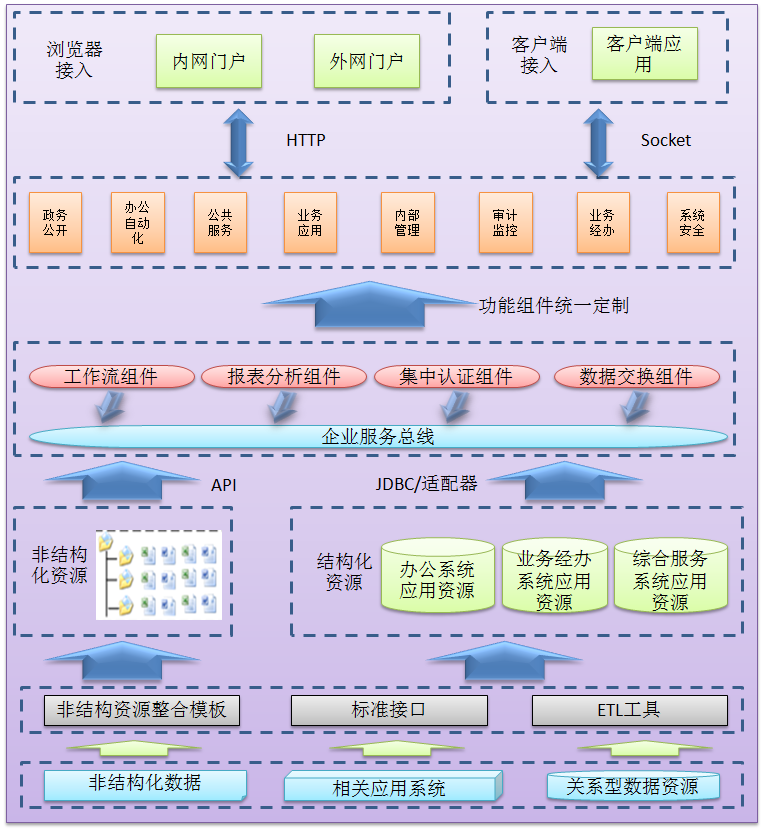 浏览器
接入
内网门户
外网门户
客户端
接入
客户端应
用
HTTP
Socket
政务
公开
办公
自动
化
公共
服务
业务
应用
内部
管理
审计
监控
业务
经办
系统
安全
功能组件统一定制
工作流组件
报表分析组件
集中认证组件
数据交换组件
企业服务总线
API
JDBC/适配器
非结构
化资源
结构化
资源
办公系统
应用资源
业务经办
系统应用
资源
综合服务
系统应用
资源
非结构资源整合模板
标准接口
ETL工具
非结构化数据
相关应用系统
关系型数据资源